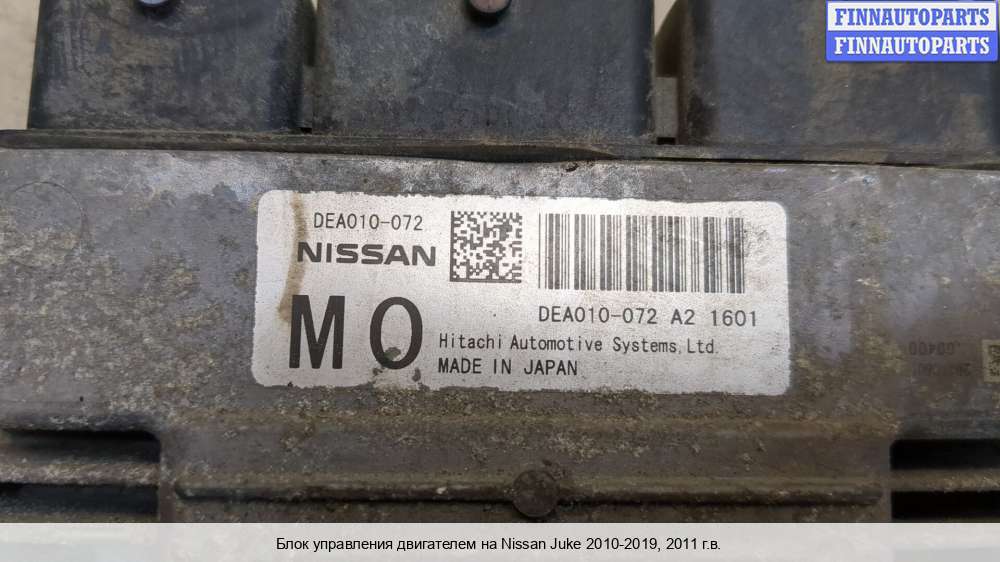 FINNAUTOPARTS
FINNAUTOPARTS
DEA010-072
NISSAN
DEA010-072 A2 1601
MO
Hitachi Automotive Systems, Ltd.
MADE IN JAPAN
Блок управления двигателем на Nissan Juke 2010-2019, 2011 г.в.